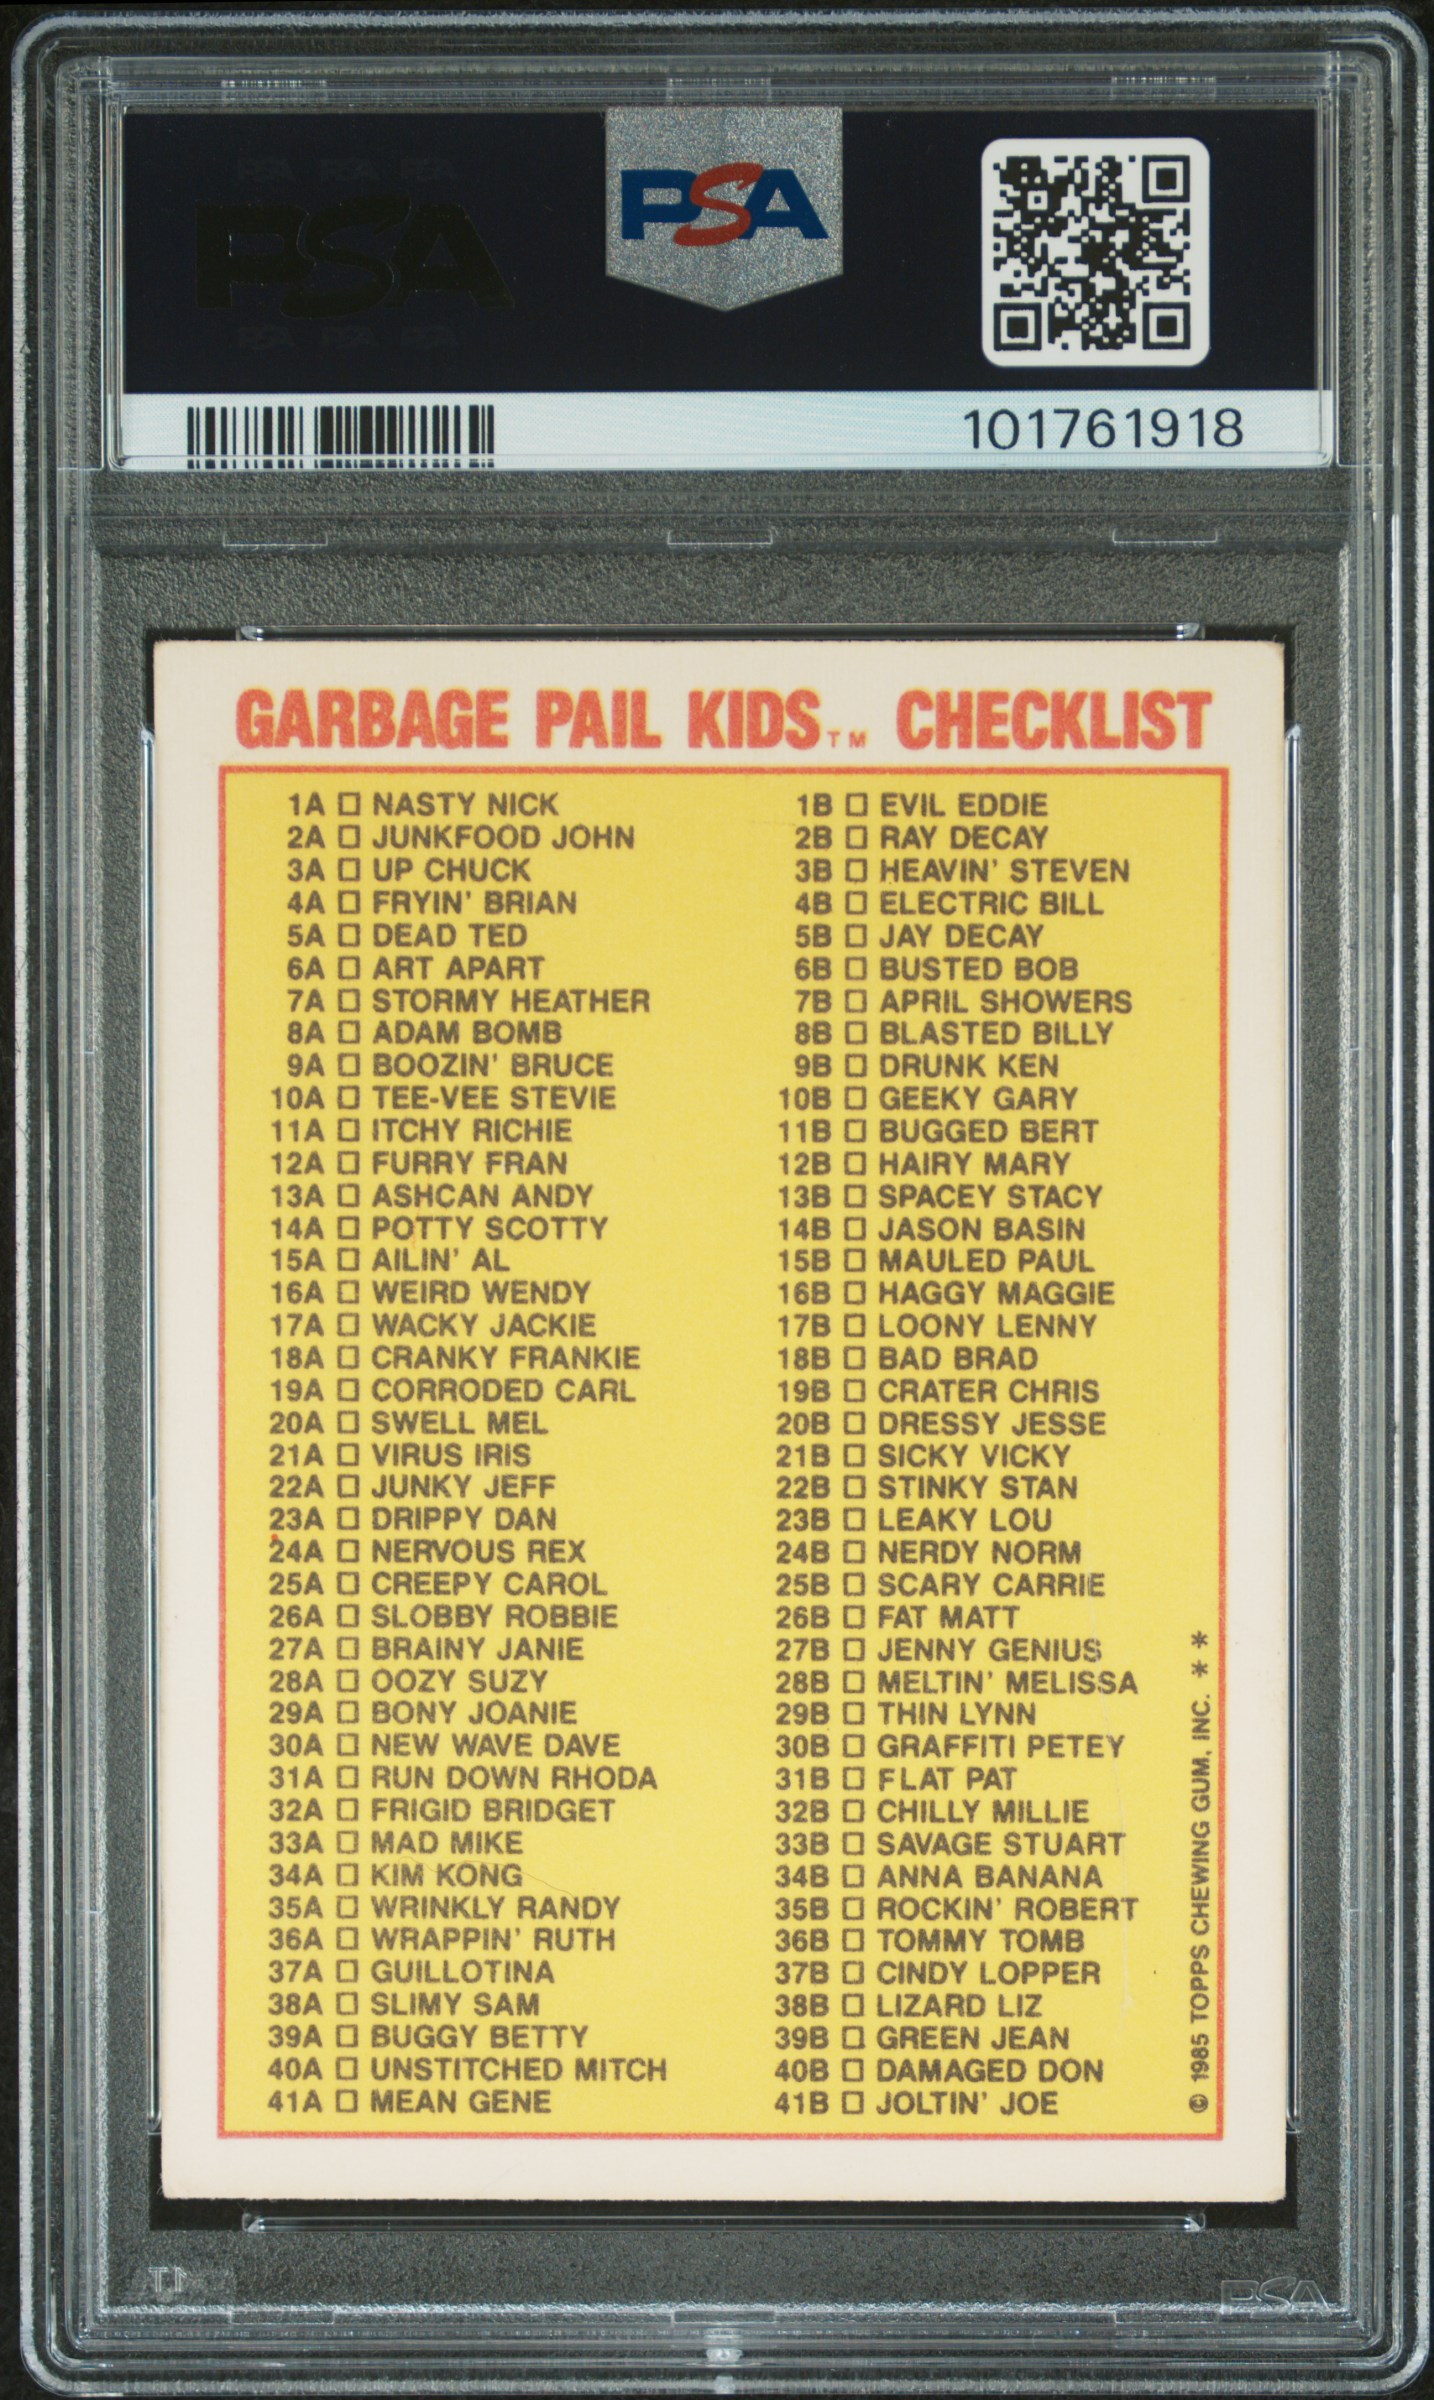 PSA
PSA
101761918
GARBAGE PAIL KIDS™ CHECKLIST
1A □ NASTY NICK 1B □ EVIL EDDIE
2A □ JUNKFOOD JOHN 2B □ RAY DECAY
3A □ UP CHUCK 3B □ HEAVIN' STEVEN
4A □ FRYIN' BRIAN 4B □ ELECTRIC BILL
5A □ DEAD TED 5B □ JAY DECAY
6A □ ART APART 6B □ BUSTED BOB
7A □ STORMY HEATHER 7B □ APRIL SHOWERS
8A □ ADAM BOMB 8B □ BLASTED BILLY
9A □ BOOZIN' BRUCE 9B □ DRUNK KEN
10A □ TEE-VEE STEVIE 10B □ GEEKY GARY
11A □ ITCHY RICHIE 11B □ BUGGED BERT
12A □ FURRY FRAN 12B □ HAIRY MARY
13A □ ASHCAN ANDY 13B □ SPACEY STACY
14A □ POTTY SCOTTY 14B □ JASON BASIN
15A □ AILIN' AL 15B □ MAULED PAUL
16A □ WEIRD WENDY 16B □ HAGGY MAGGIE
17A □ WACKY JACKIE 17B □ LOONY LENNY
18A □ CRANKY FRANKIE 18B □ BAD BRAD
19A □ CORRODED CARL 19B □ CRATER CHRIS
20A □ SWELL MEL 20B □ DRESSY JESSE
21A □ VIRUS IRIS 21B □ SICKY VICKY
22A □ JUNKY JEFF 22B □ STINKY STAN
23A □ DRIPPY DAN 23B □ LEAKY LOU
24A □ NERVOUS REX 24B □ NERDY NORM
25A □ CREEPY CAROL 25B □ SCARY CARRIE
26A □ SLOBBY ROBBIE 26B □ FAT MATT
27A □ BRAINY JANIE 27B □ JENNY GENIUS
28A □ OOZY SUZY 28B □ MELTIN' MELISSA
29A □ BONY JOANIE 29B □ THIN LYNN
30A □ NEW WAVE DAVE 30B □ GRAFFITI PETEY
31A □ RUN DOWN RHODA 31B □ FLAT PAT
32A □ FRIGID BRIDGET 32B □ CHILLY MILLIE
33A □ MAD MIKE 33B □ SAVAGE STUART
34A □ KIM KONG 34B □ ANNA BANANA
35A □ WRINKLY RANDY 35B □ ROCKIN' ROBERT
36A □ WRAPPIN' RUTH 36B □ TOMMY TOMB
37A □ GUILLOTINA 37B □ CINDY LOPPER
38A □ SLIMY SAM 38B □ LIZARD LIZ
39A □ BUGGY BETTY 39B □ GREEN JEAN
40A □ UNSTITCHED MITCH 40B □ DAMAGED DON
41A □ MEAN GENE 41B □ JOLTIN' JOE
© 1985 TOPPS CHEWING GUM, INC. * *
PSA